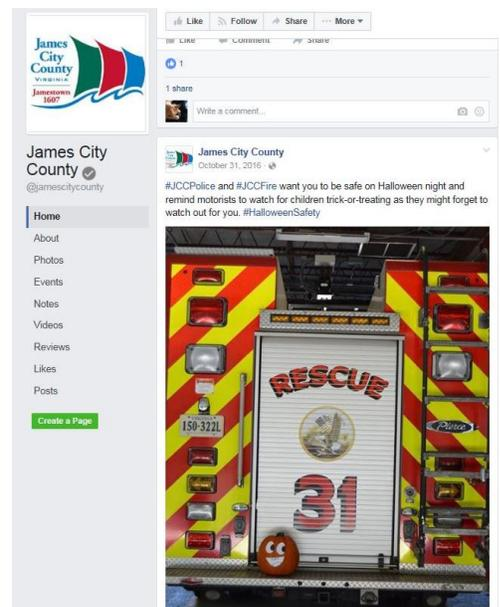 Like Follow Share More
Like Comment Share
1
1 share
Write a comment...
James
City
County
VIRGINIA
Jamestown
1607
James City
County
@jamescitycounty
Home
About
Photos
Events
Notes
Videos
Reviews
Likes
Posts
Create a Page
James City County
October 31, 2016
#JCCPolice and #JCCFire want you to be safe on Halloween night and
remind motorists to watch for children trick-or-treating as they might forget to
watch out for you. #HalloweenSafety
RESCUE
31
150-322L
Pierce